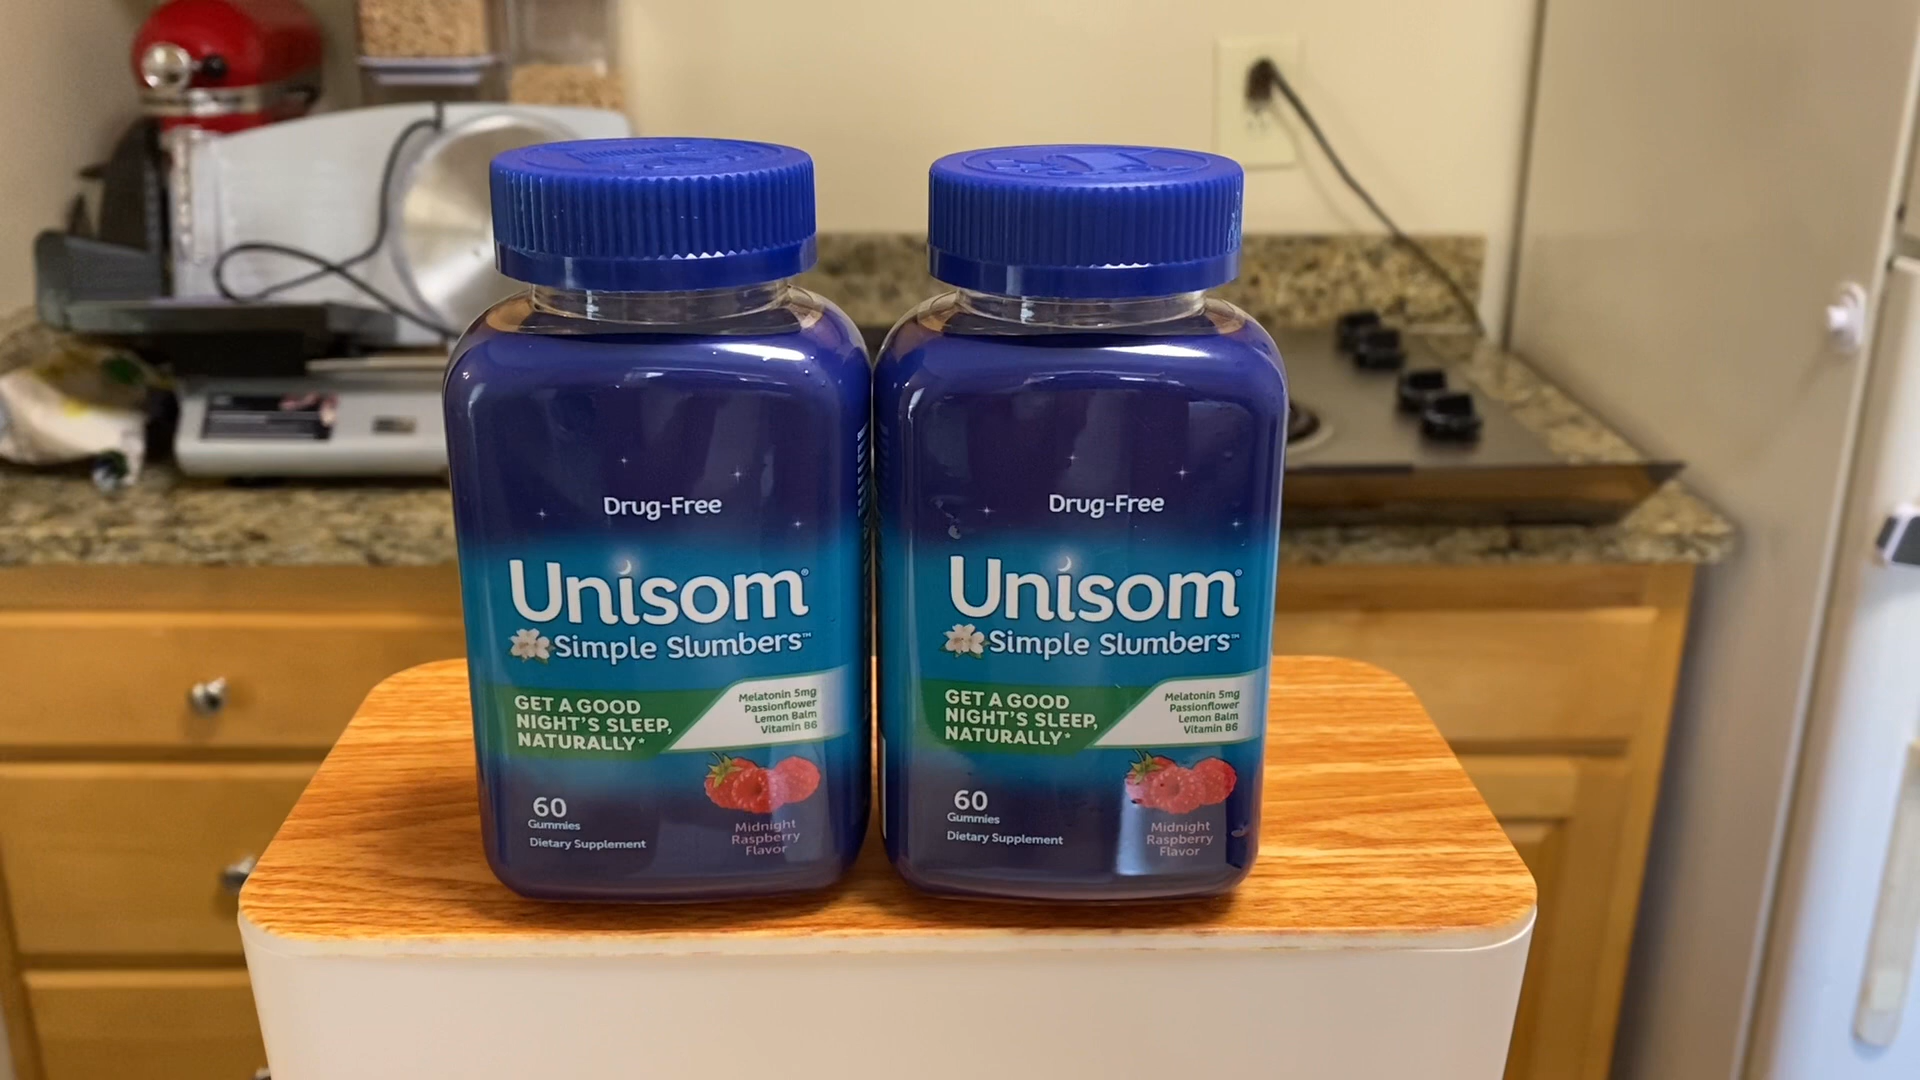 Drug-Free
Unisom®
Simple Slumbers™
GET A GOOD
NIGHT'S SLEEP,
NATURALLY*
Melatonin 5mg
Passionflower
Lemon Balm
Vitamin B6
60
Gummies
Dietary Supplement
Midnight
Raspberry
Flavor
Drug-Free
Unisom®
Simple Slumbers™
GET A GOOD
NIGHT'S SLEEP,
NATURALLY*
Melatonin 5mg
Passionflower
Lemon Balm
Vitamin B6
60
Gummies
Dietary Supplement
Midnight
Raspberry
Flavor